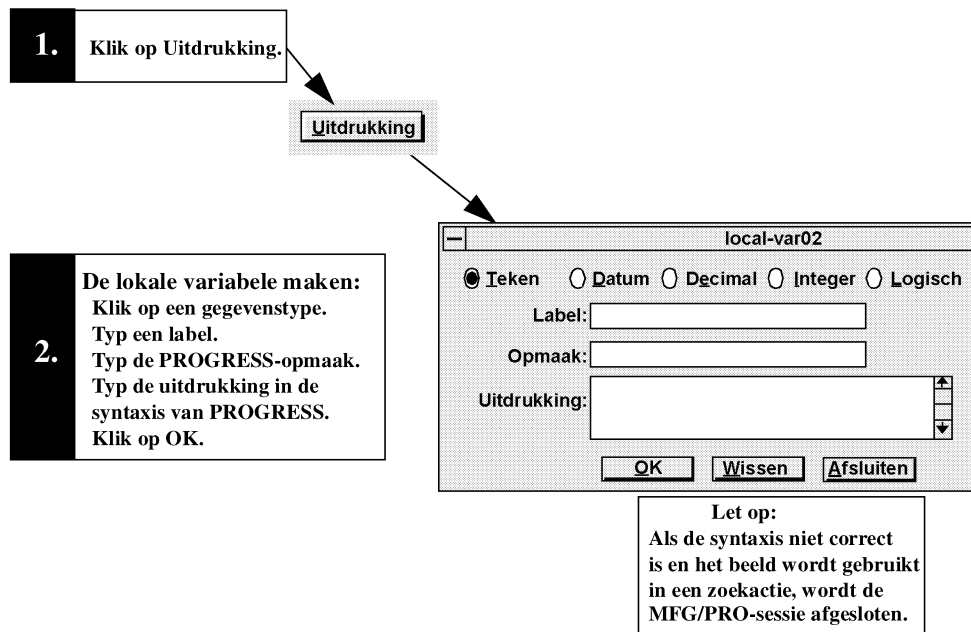 1.
Klik op Uitdrukking.
Uitdrukking
2.
De lokale variabele maken:
Klik op een gegevenstype.
Typ een label.
Typ de PROGRESS-opmaak.
Typ de uitdrukking in de
syntaxis van PROGRESS.
Klik op OK.
local-var02
Teken Datum Decimal Integer Logisch
Label:
Opmaak:
Uitdrukking:
OK Wissen Afsluiten
Let op:
Als de syntaxis niet correct
is en het beeld wordt gebruikt
in een zoekactie, wordt de
MFG/PRO-sessie afgesloten.